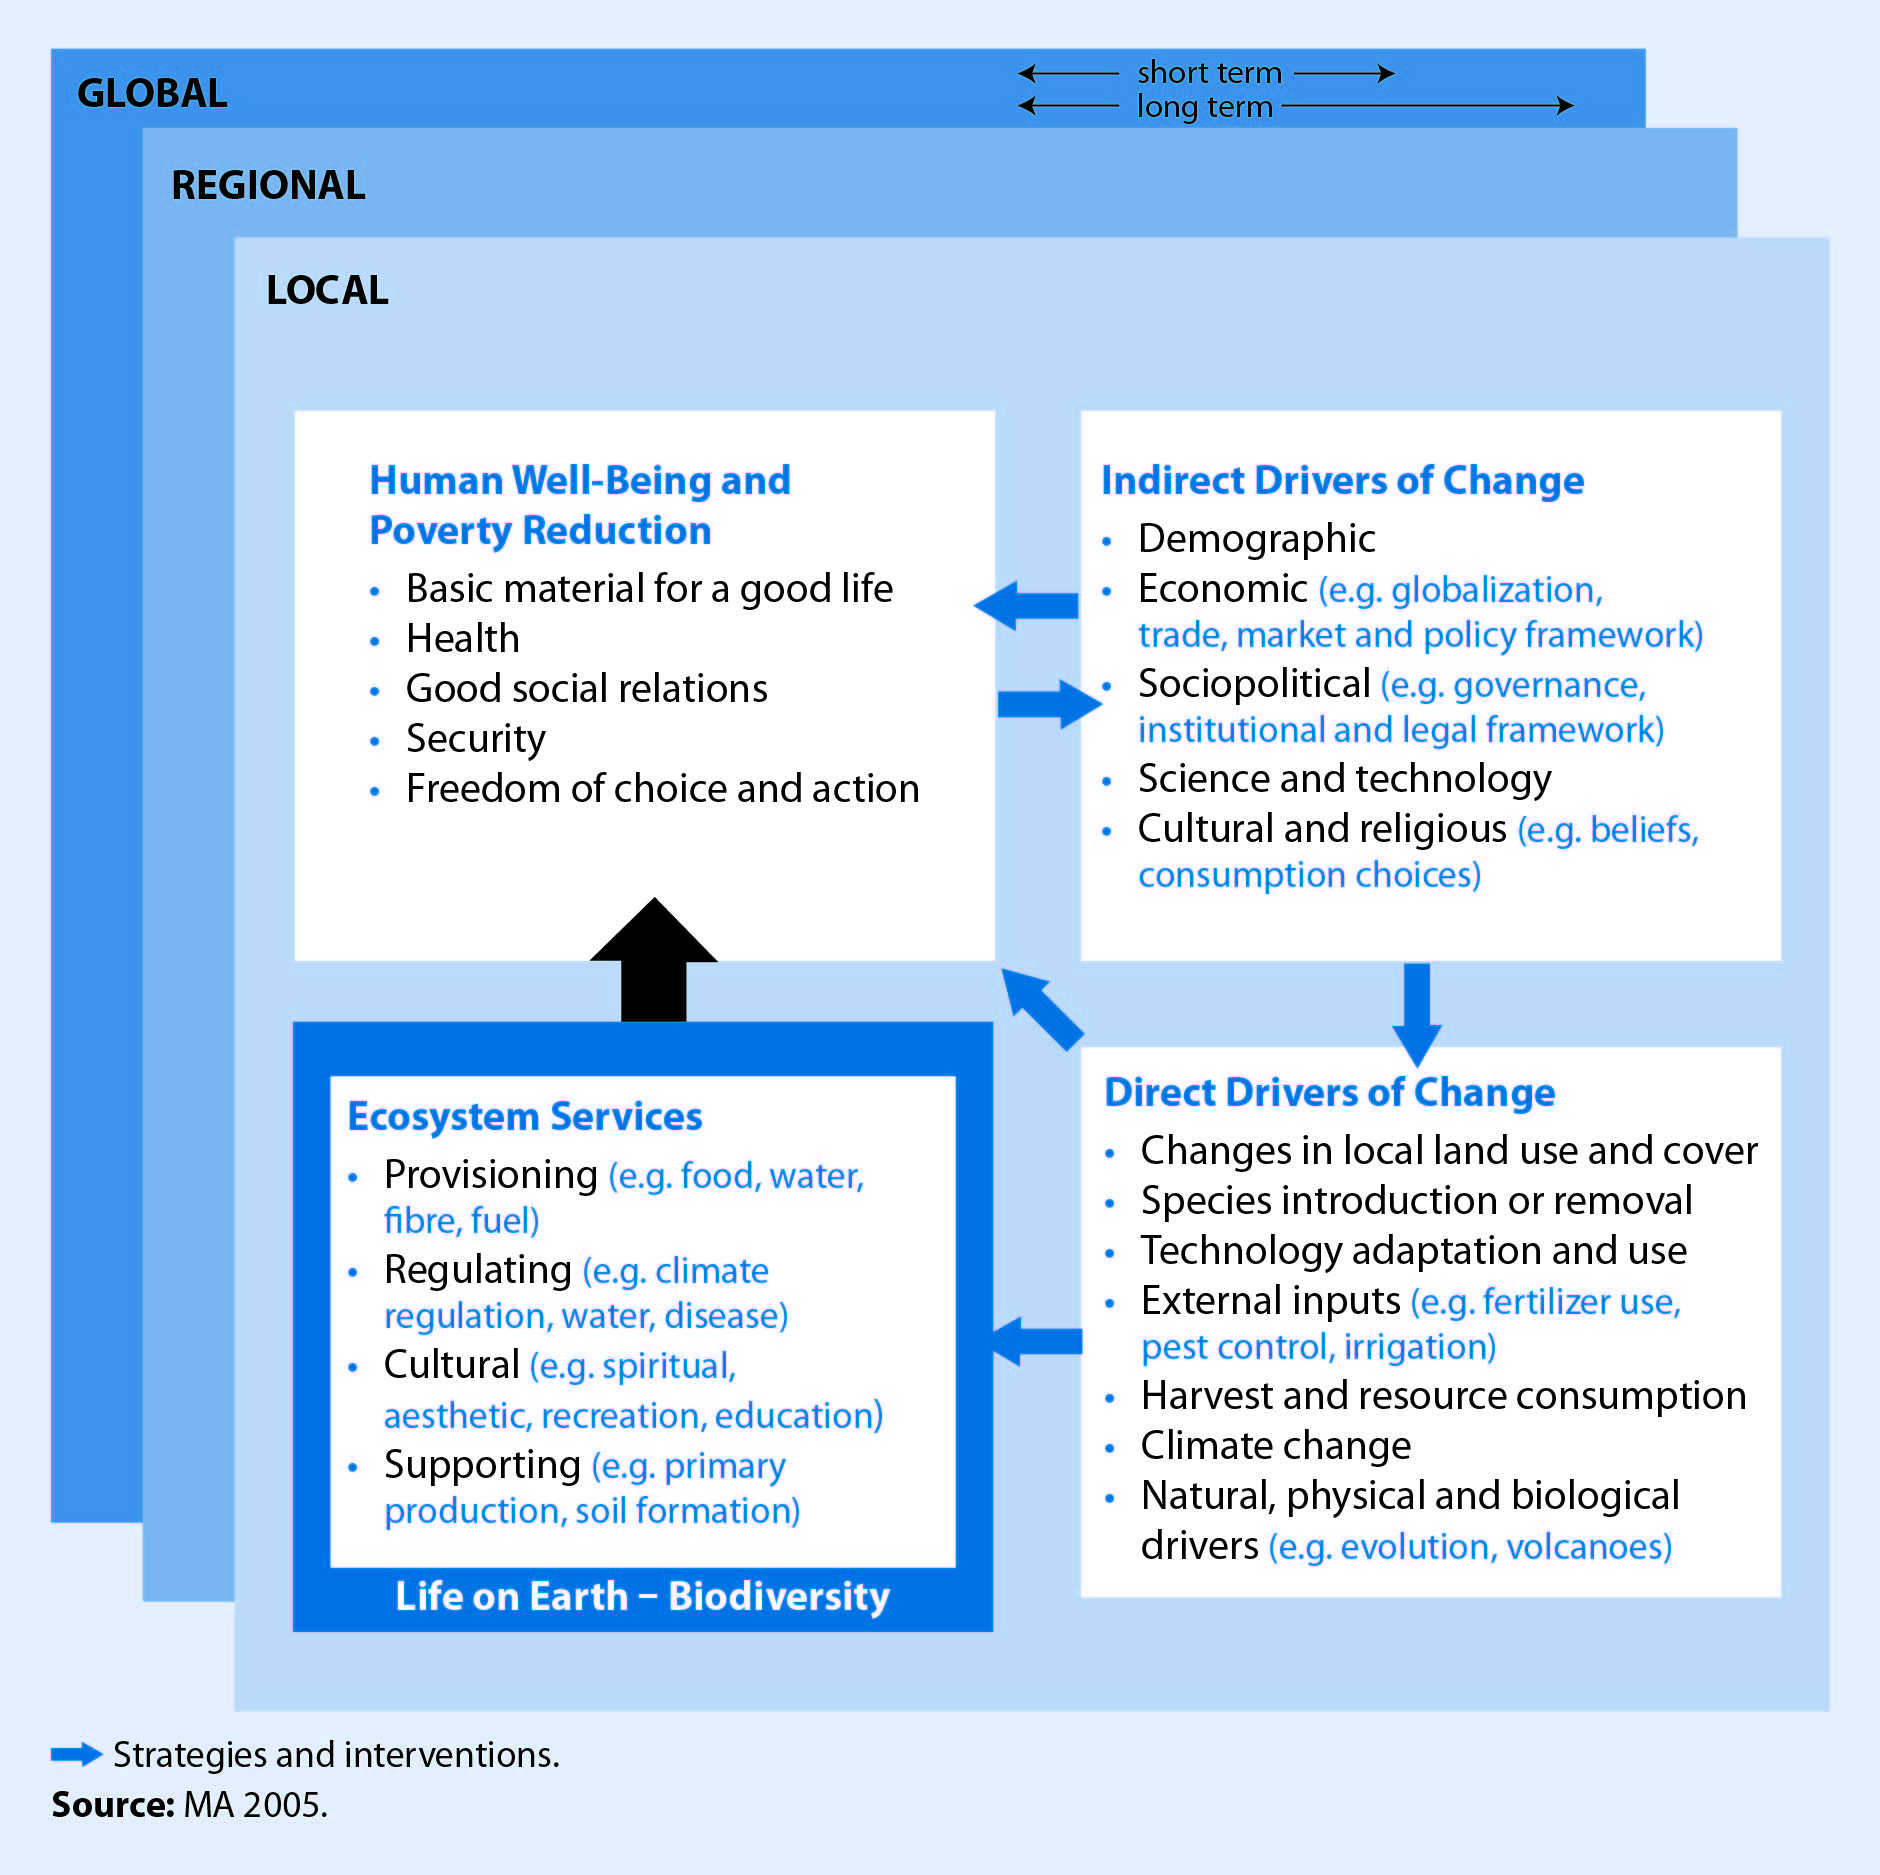 GLOBAL
short term
long term
REGIONAL
LOCAL
Human Well-Being and
Poverty Reduction
• Basic material for a good life
• Health
• Good social relations
• Security
• Freedom of choice and action
Indirect Drivers of Change
• Demographic
• Economic (e.g. globalization,
trade, market and policy framework)
• Sociopolitical (e.g. governance,
institutional and legal framework)
• Science and technology
• Cultural and religious (e.g. beliefs,
consumption choices)
Ecosystem Services
• Provisioning (e.g. food, water,
fibre, fuel)
• Regulating (e.g. climate
regulation, water, disease)
• Cultural (e.g. spiritual,
aesthetic, recreation, education)
• Supporting (e.g. primary
production, soil formation)
Life on Earth – Biodiversity
Direct Drivers of Change
• Changes in local land use and cover
• Species introduction or removal
• Technology adaptation and use
• External inputs (e.g. fertilizer use,
pest control, irrigation)
• Harvest and resource consumption
• Climate change
• Natural, physical and biological
drivers (e.g. evolution, volcanoes)
Strategies and interventions.
Source: MA 2005.